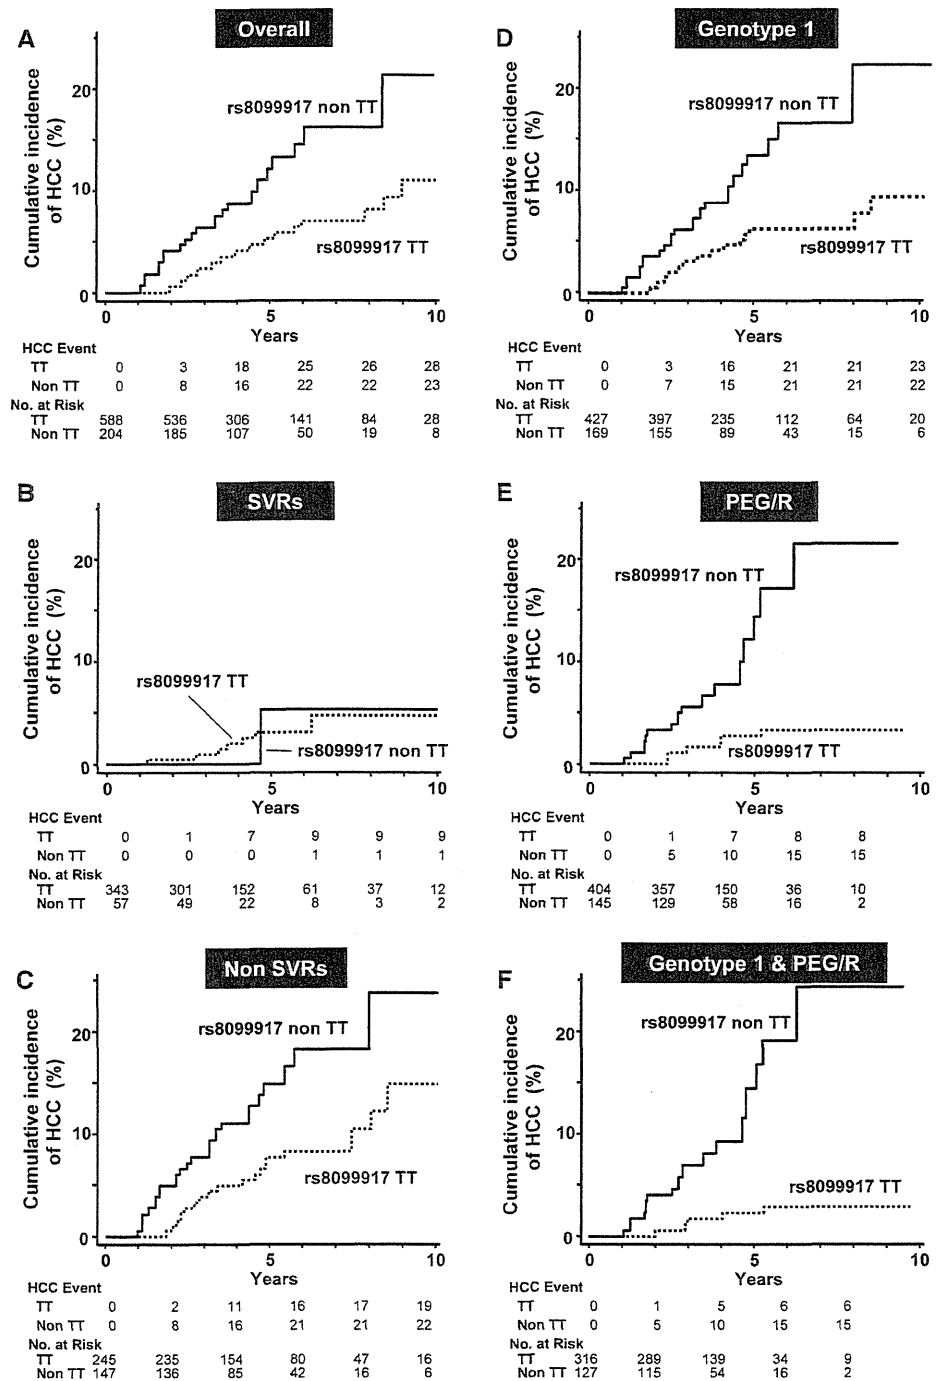 A
Overall
Cumulative incidence
of HCC (%)
20
10
0
rs8099917 non TT
rs8099917 TT
0 5 10
Years
HCC Event
TT 0 3 18 25 26 28
Non TT 0 8 16 22 22 23
No. at Risk
TT 588 536 306 141 84 28
Non TT 204 185 107 50 19 8
B
SVRs
Cumulative incidence
of HCC (%)
20
10
0
rs8099917 TT
rs8099917 non TT
0 5 10
Years
HCC Event
TT 0 1 7 9 9 9
Non TT 0 0 0 1 1 1
No. at Risk
TT 343 301 152 61 37 12
Non TT 57 49 22 8 3 2
C
Non SVRs
Cumulative incidence
of HCC (%)
20
10
0
rs8099917 non TT
rs8099917 TT
0 5 10
Years
HCC Event
TT 0 2 11 16 17 19
Non TT 0 8 16 21 21 22
No. at Risk
TT 245 235 154 80 47 16
Non TT 147 136 85 42 16 6
D
Genotype 1
Cumulative incidence
of HCC (%)
20
10
0
rs8099917 non TT
rs8099917 TT
0 5 10
Years
HCC Event
TT 0 3 16 21 21 23
Non TT 0 7 15 21 21 22
No. at Risk
TT 427 397 235 112 64 20
Non TT 169 155 89 43 15 6
E
PEG/R
Cumulative incidence
of HCC (%)
20
10
0
rs8099917 non TT
rs8099917 TT
0 5 10
Years
HCC Event
TT 0 1 7 8 8
Non TT 0 5 10 15 15
No. at Risk
TT 404 357 150 36 10
Non TT 145 129 58 16 2
F
Genotype 1 & PEG/R
Cumulative incidence
of HCC (%)
20
10
0
rs8099917 non TT
rs8099917 TT
0 5 10
Years
HCC Event
TT 0 1 5 6 6
Non TT 0 5 10 15 15
No. at Risk
TT 316 289 139 34 9
Non TT 127 115 54 16 2